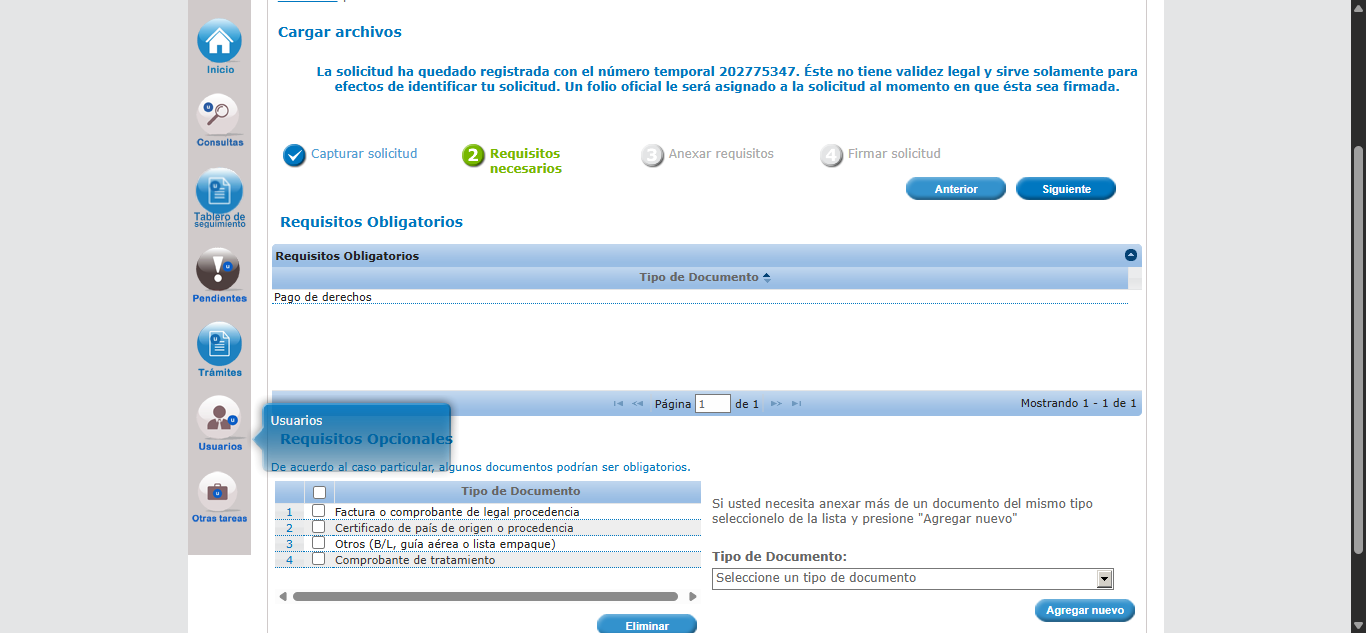 Inicio
Consultas
Tablero de
seguimiento
Pendientes
Trámites
Usuarios
Otras tareas
Cargar archivos
La solicitud ha quedado registrada con el número temporal 202775347. Éste no tiene validez legal y sirve solamente para
efectos de identificar tu solicitud. Un folio oficial le será asignado a la solicitud al momento en que ésta sea firmada.
Capturar solicitud
2 Requisitos
necesarios
3 Anexar requisitos
4 Firmar solicitud
Anterior Siguiente
Requisitos Obligatorios
Requisitos Obligatorios
Tipo de Documento
Pago de derechos
Página 1 de 1 Mostrando 1 - 1 de 1
Usuarios
Requisitos Opcionales
De acuerdo al caso particular, algunos documentos podrían ser obligatorios.
Tipo de Documento
1 Factura o comprobante de legal procedencia
2 Certificado de país de origen o procedencia
3 Otros (B/L, guía aérea o lista empaque)
4 Comprobante de tratamiento
Eliminar
Si usted necesita anexar más de un documento del mismo tipo
seleccionelo de la lista y presione "Agregar nuevo"
Tipo de Documento:
Seleccione un tipo de documento
Agregar nuevo